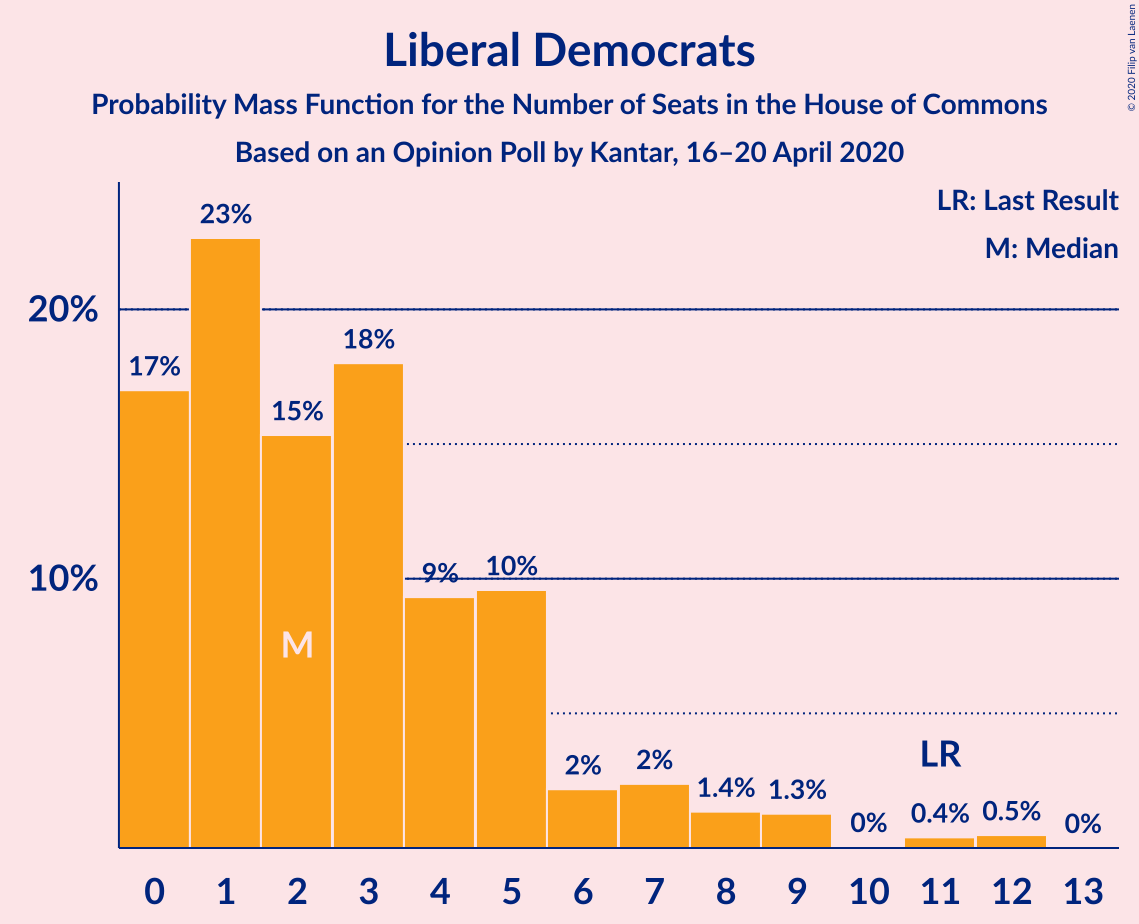 © 2020 Filip van Laenen
Liberal Democrats
Probability Mass Function for the Number of Seats in the House of Commons
Based on an Opinion Poll by Kantar, 16–20 April 2020
LR: Last Result
M: Median
23%
20%
18%
17%
15%
10%
10%
9%
M
LR
2%
2%
1.4%
1.3%
0%
0.4%
0.5%
0%
0 1 2 3 4 5 6 7 8 9 10 11 12 13